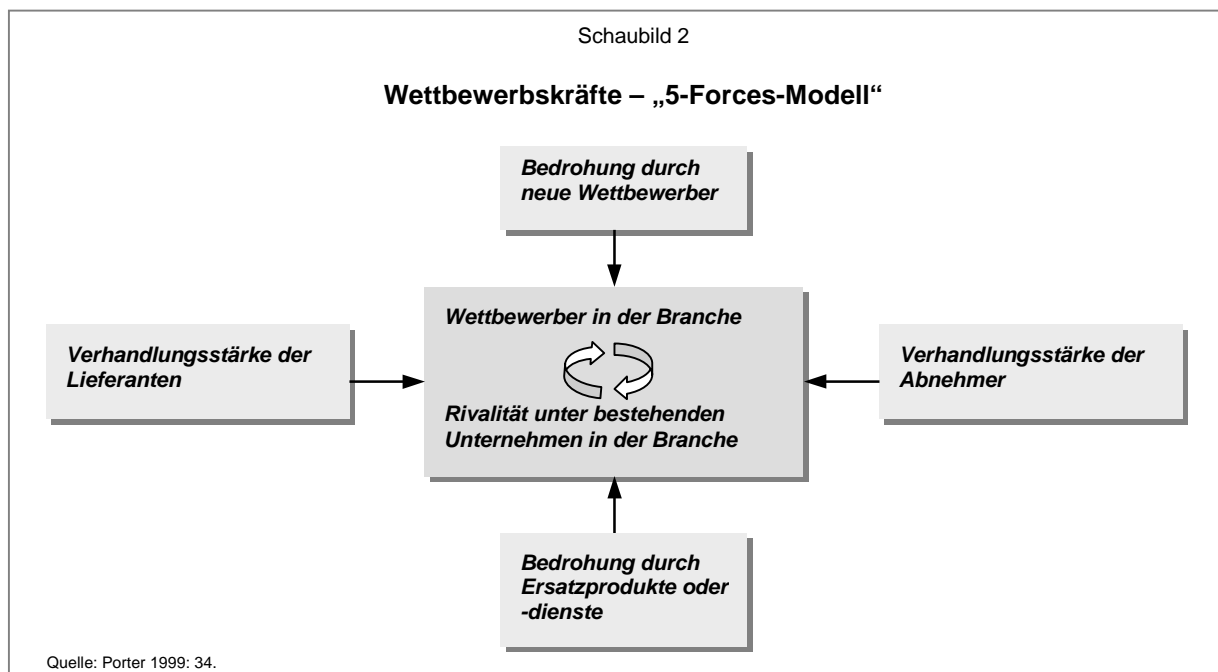 Schaubild 2
Wettbewerbskräfte – „5-Forces-Modell“
Bedrohung durch
neue Wettbewerber
Wettbewerber in der Branche
Verhandlungsstärke der
Lieferanten
Verhandlungsstärke der
Abnehmer
Rivalität unter bestehenden
Unternehmen in der Branche
Bedrohung durch
Ersatzprodukte oder
-dienste
Quelle: Porter 1999: 34.